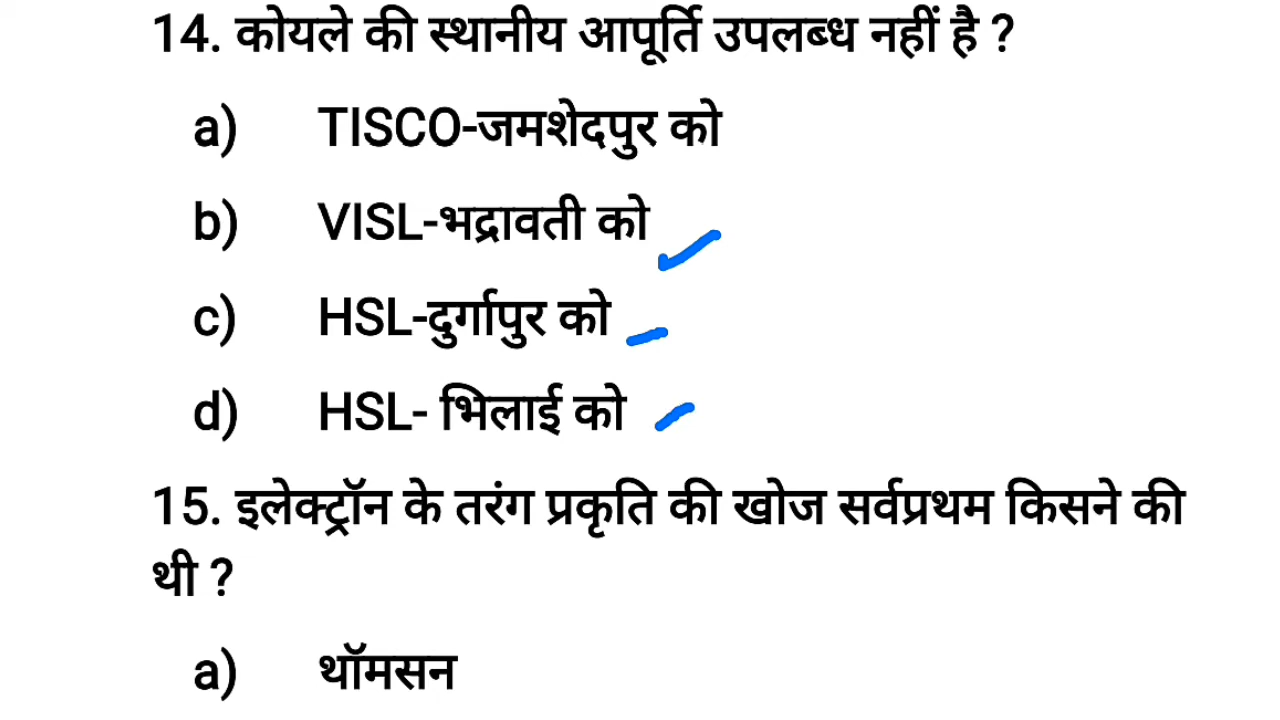 14. कोयले की स्थानीय आपूर्ति उपलब्ध नहीं है ?
a) TISCO-जमशेदपुर को
b) VISL-भद्रावती को
c) HSL-दुर्गापुर को
d) HSL- भिलाई को
15. इलेक्ट्रॉन के तरंग प्रकृति की खोज सर्वप्रथम किसने की
थी ?
a) थॉमसन